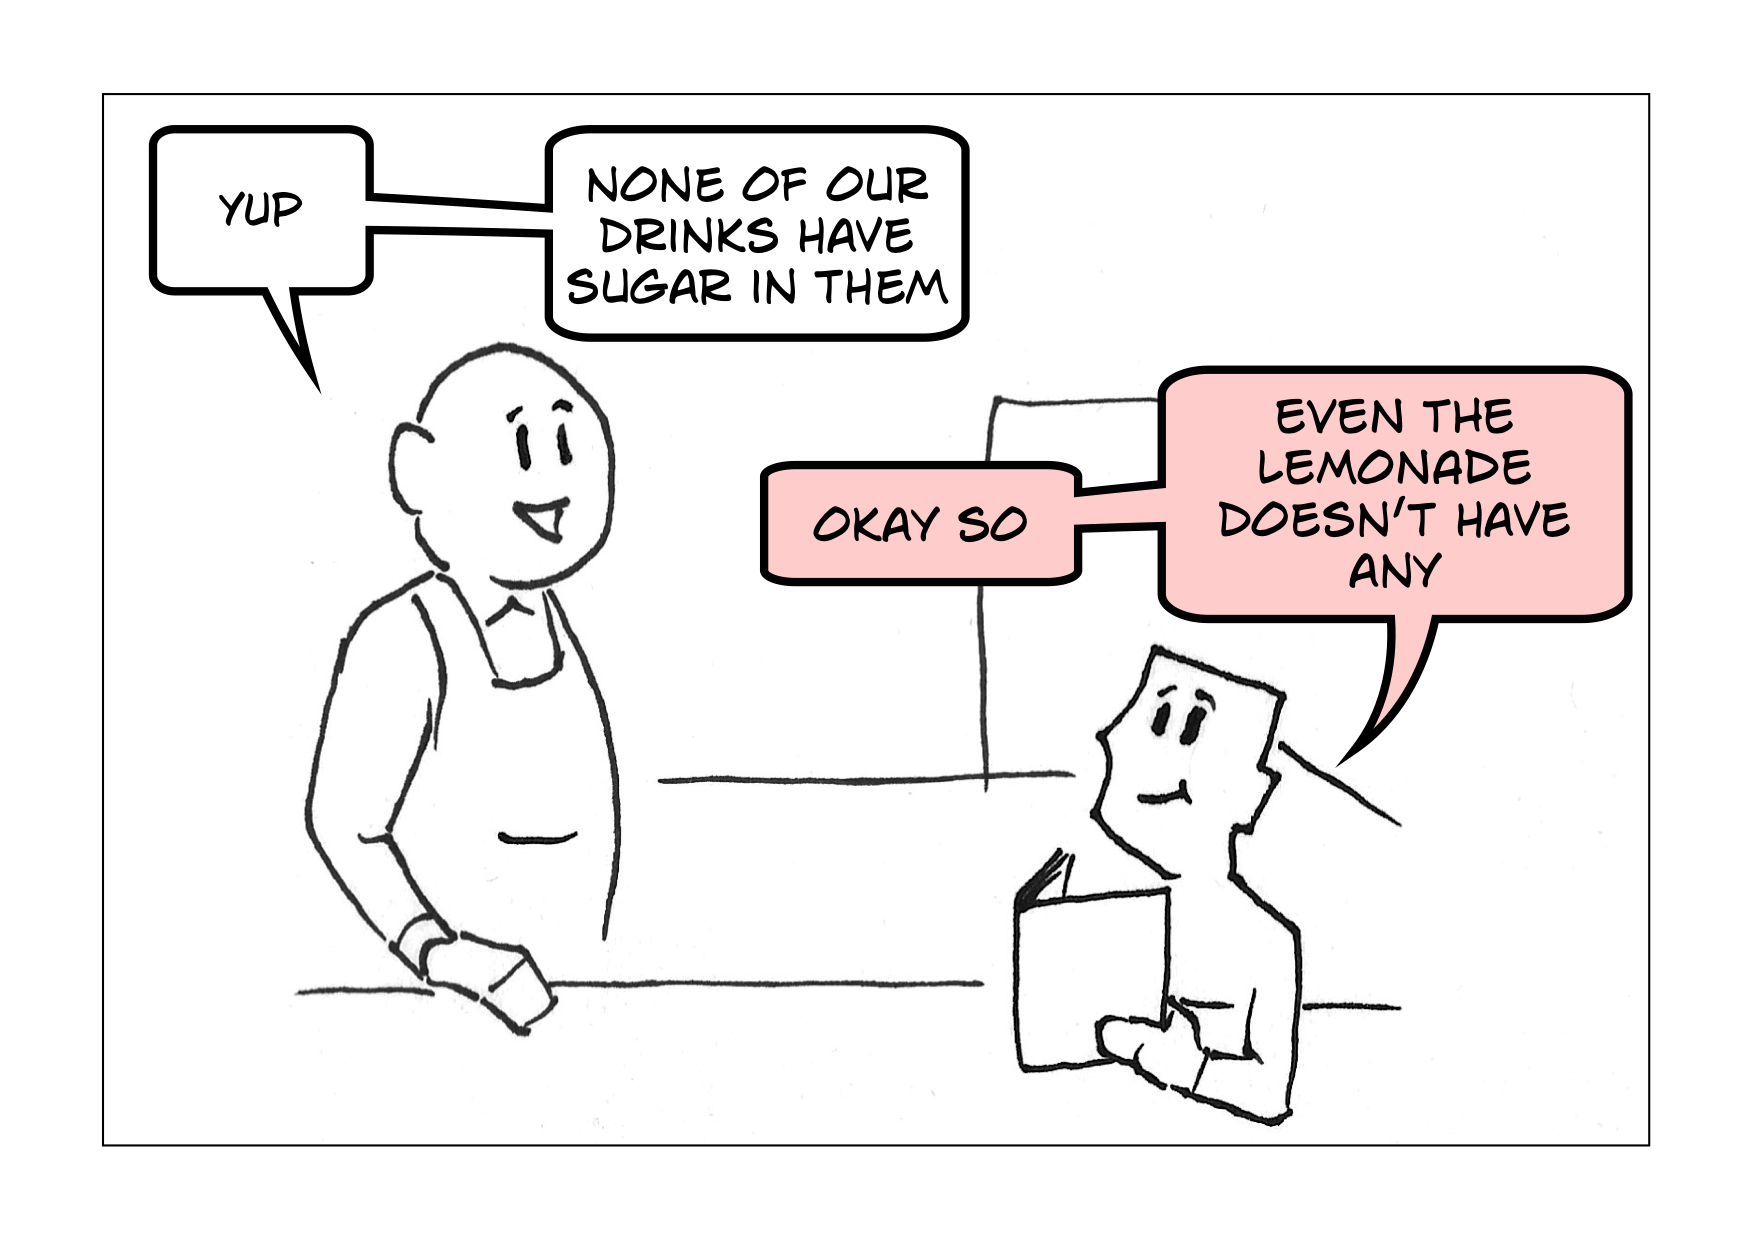 YUP
NONE OF OUR
DRINKS HAVE
SUGAR IN THEM
OKAY SO
EVEN THE
LEMONADE
DOESN'T HAVE
ANY